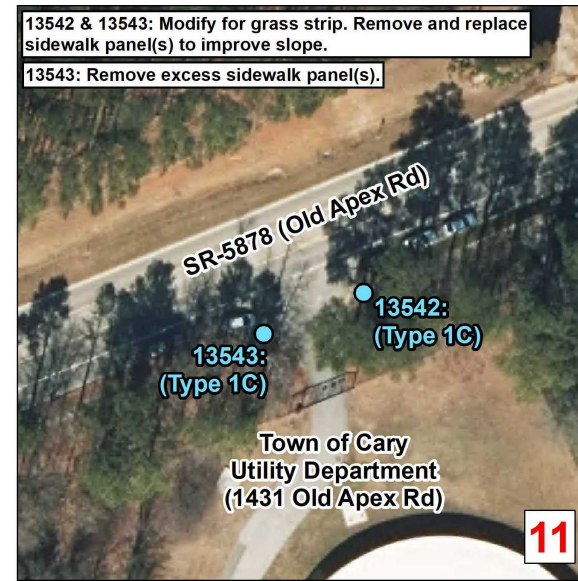 13542 & 13543: Modify for grass strip. Remove and replace
sidewalk panel(s) to improve slope.
13543: Remove excess sidewalk panel(s).
SR-5878 (Old Apex Rd)
13542:
(Type 1C)
13543:
(Type 1C)
Town of Cary
Utility Department
(1431 Old Apex Rd)
11